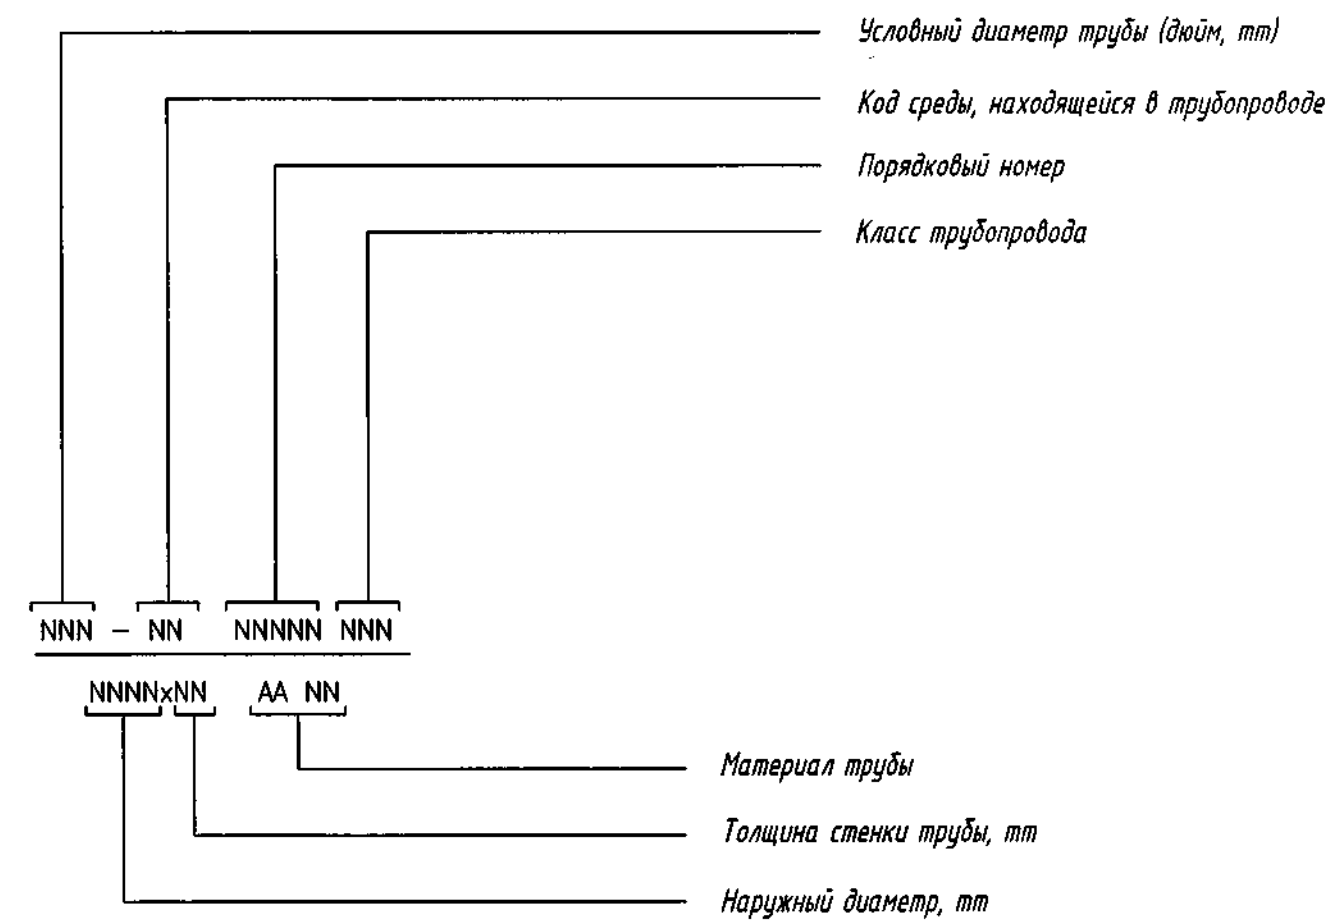 Условный диаметр трубы (дюйм, mm)
Код среды, находящейся в трубопроводе
Порядковый номер
Класс трубопровода
NNN – NN NNNNN NNN
NNNNxNN AA NN
Материал трубы
Толщина стенки трубы, mm
Наружный диаметр, mm